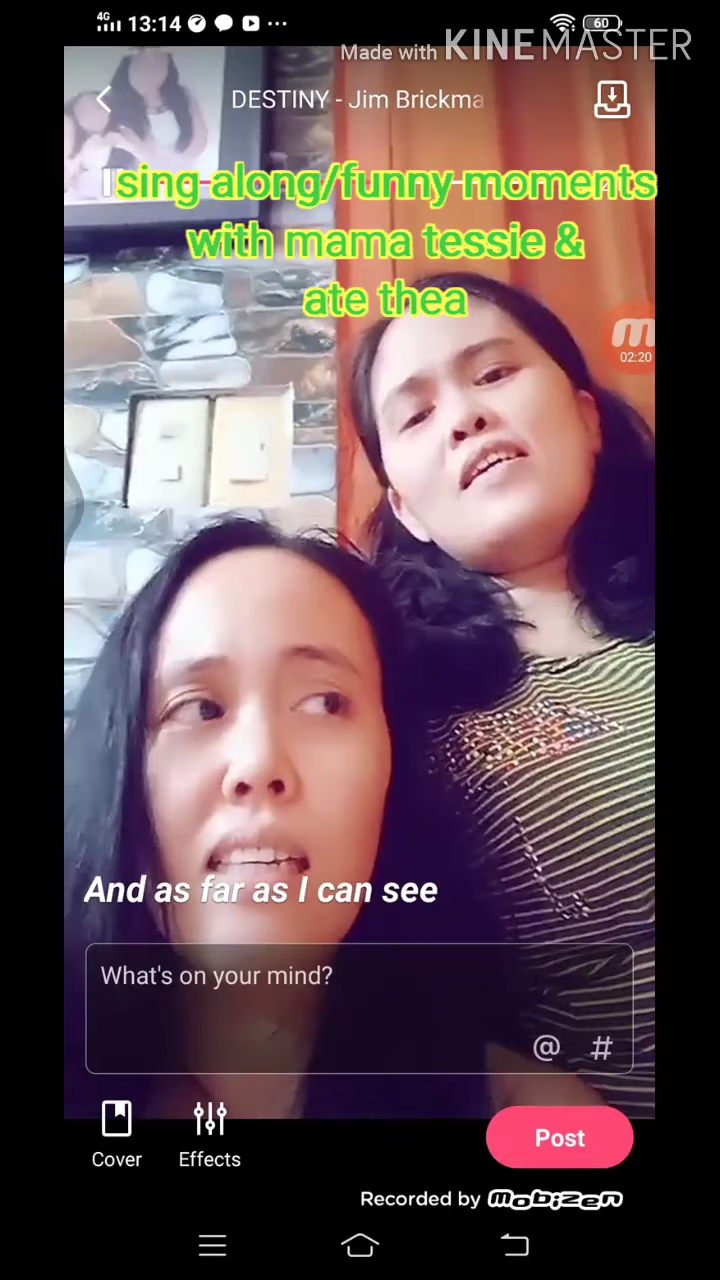 4G
13:14
60
Made with KINEMASTER
DESTINY - Jim Brickma
sing along/funny moments
with mama tessie &
ate thea
02:20
And as far as I can see
What's on your mind?
@ #
Cover
Effects
Post
Recorded by mobizen